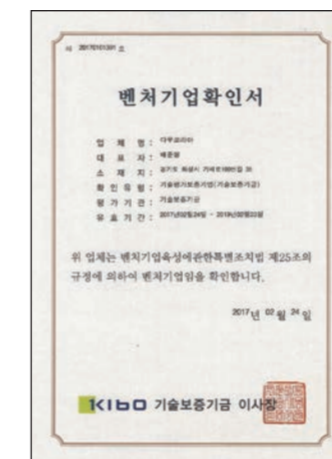 제 20170101391 호
벤처기업확인서
업 체 명 : 다우코리아
대 표 자 :
소 재 지 : 경기도 화성시
확 인 유 형 : 기술평가보증기업(기술보증기금)
평 가 기 관 : 기술보증기금
유 효 기 간 : 2017년02월24일 ~ 2019년02월23일
위 업체는 벤처기업육성에관한특별조치법 제25조의
규정에 의하여 벤처기업임을 확인합니다.
2017년 02월 24일
KIBO 기술보증기금 이사장